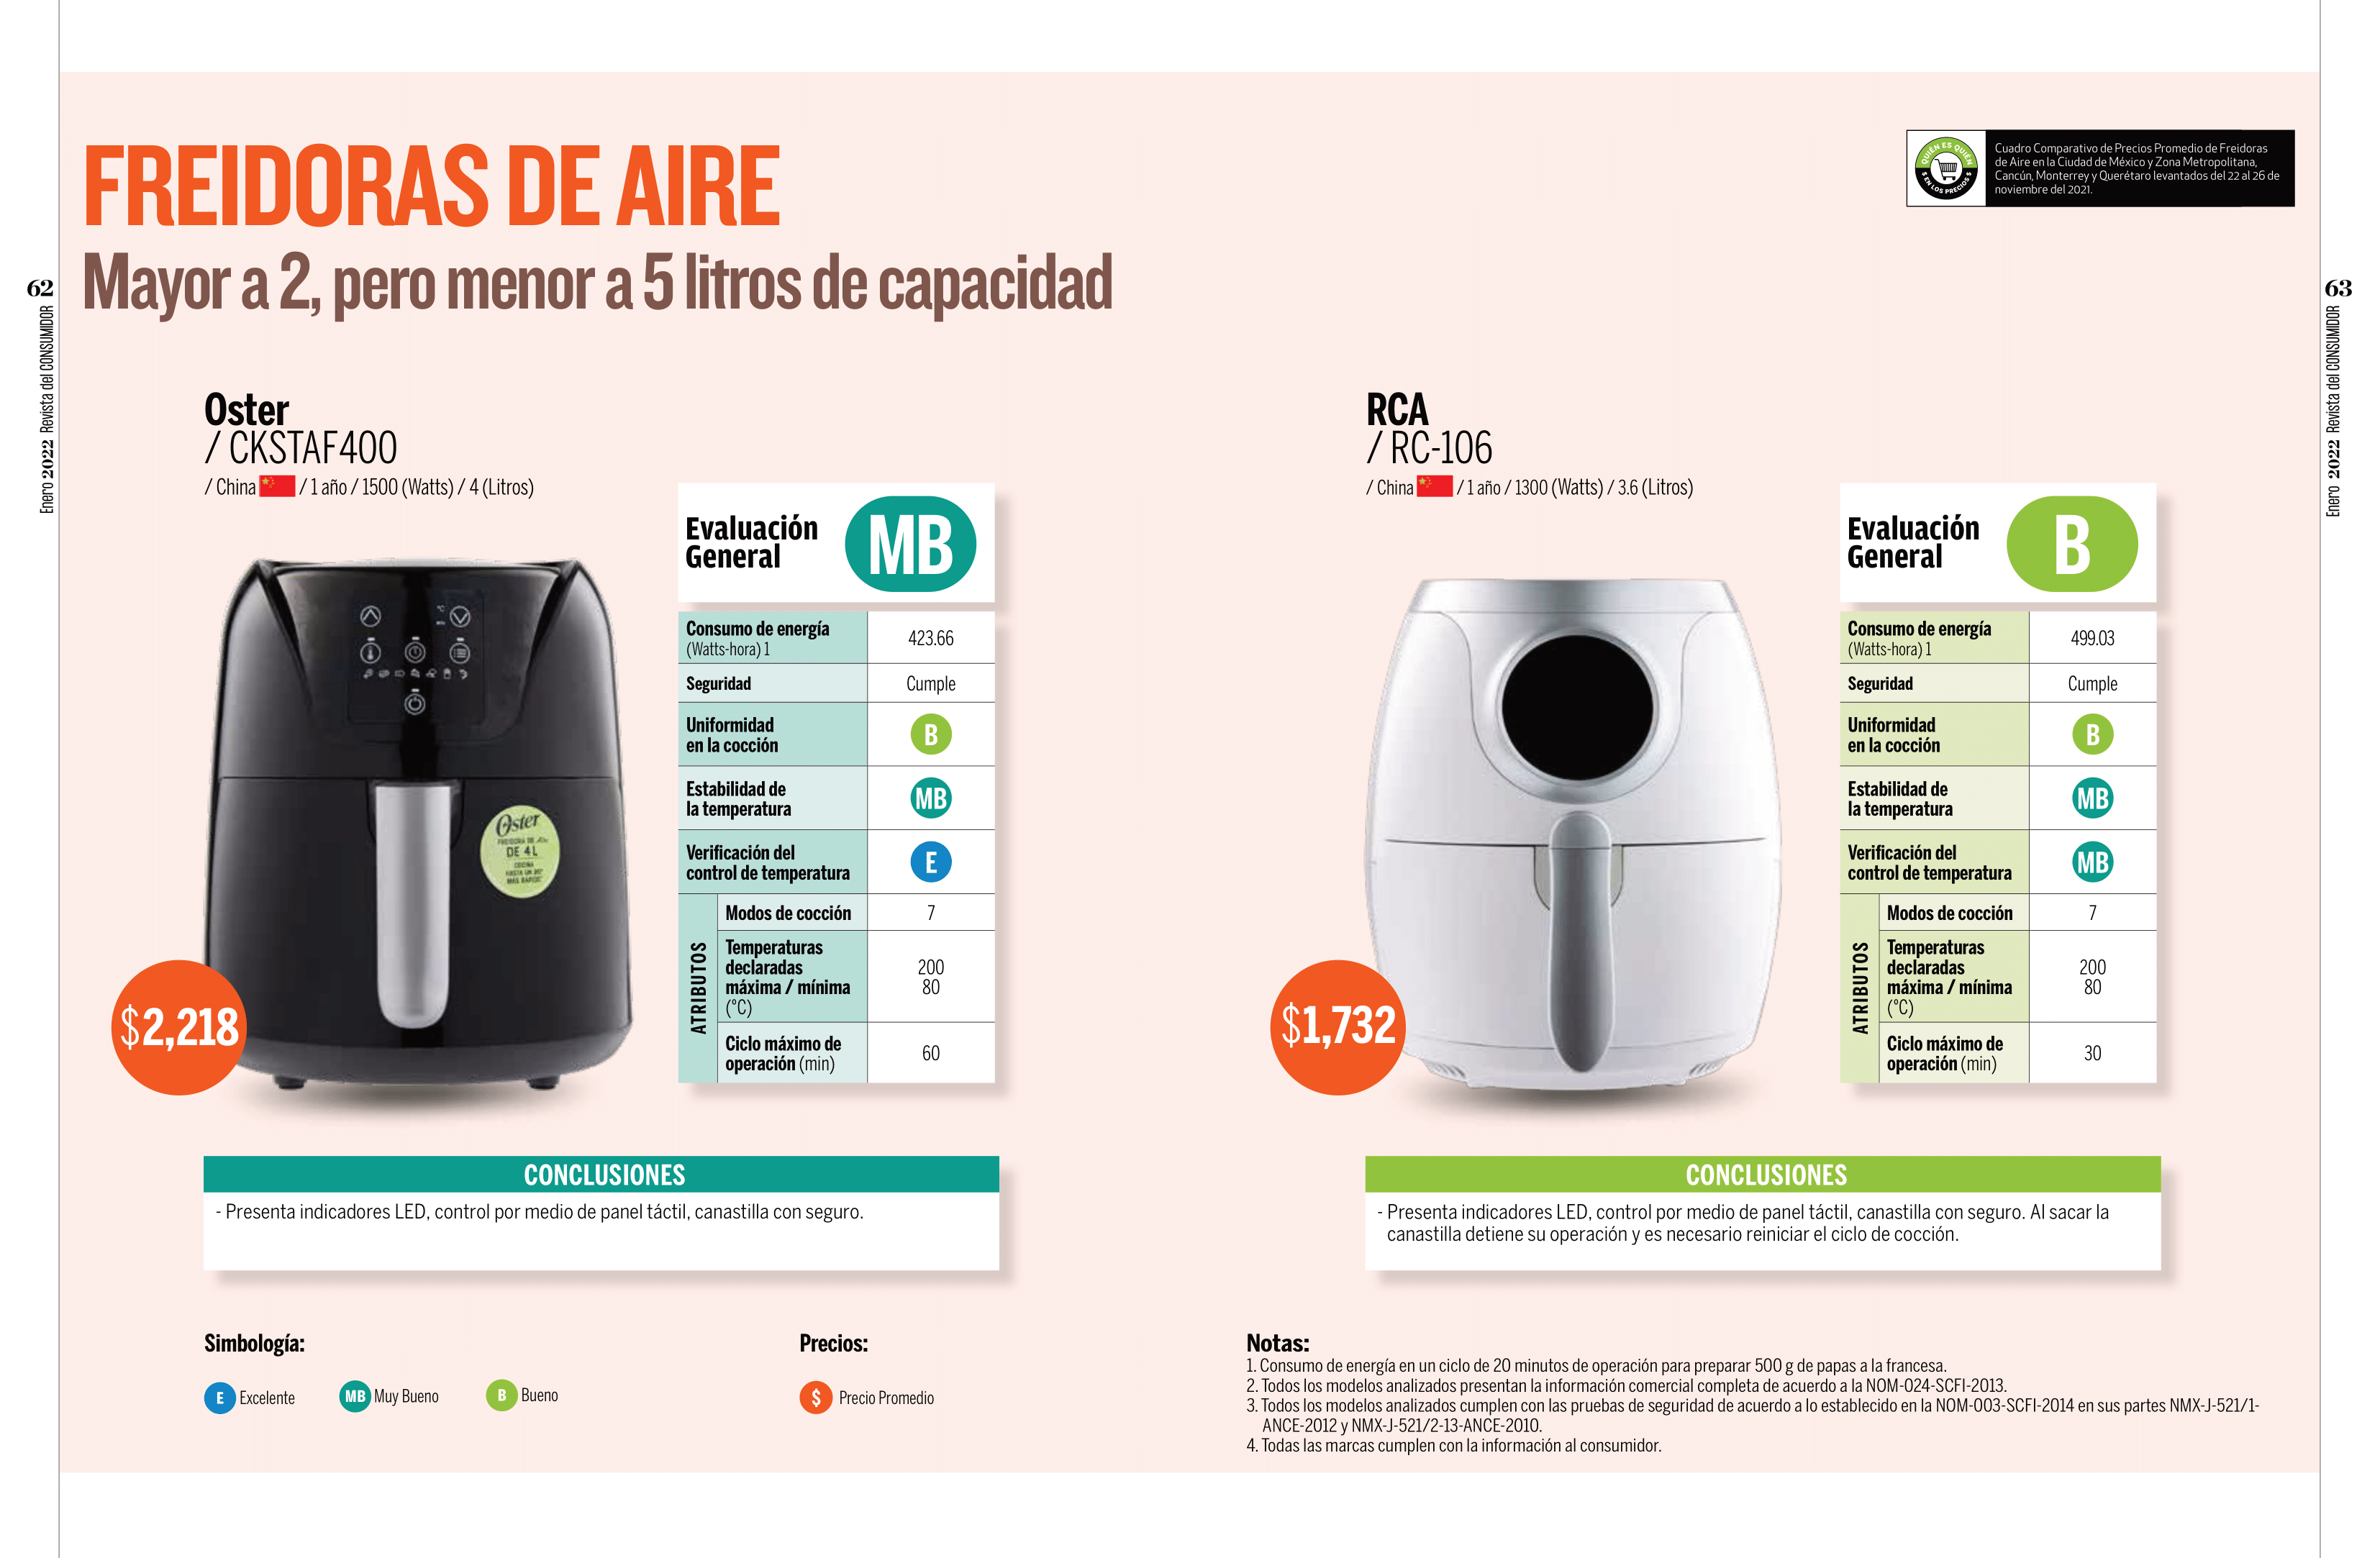 FREIDORAS DE AIRE
Mayor a 2, pero menor a 5 litros de capacidad
QUIÉN ES QUIÉN
$ EN LOS PRECIOS $
Cuadro Comparativo de Precios Promedio de Freidoras
de Aire en la Ciudad de México y Zona Metropolitana,
Cancún, Monterrey y Querétaro levantados del 22 al 26 de
noviembre del 2021.
62
Enero 2022 Revista del CONSUMIDOR
Oster
/ CKSTAF400
/ China / 1 año / 1500 (Watts) / 4 (Litros)
Evaluación
General
MB
Consumo de energía
(Watts-hora) 1
423.66
Seguridad
Cumple
Uniformidad
en la cocción
B
Estabilidad de
la temperatura
MB
Verificación del
control de temperatura
E
ATRIBUTOS
Modos de cocción
7
Temperaturas
declaradas
máxima / mínima
(°C)
200
80
Ciclo máximo de
operación (min)
60
Oster
FREIDORA DE Aire
DE 4L
$2,218
CONCLUSIONES
- Presenta indicadores LED, control por medio de panel táctil, canastilla con seguro.
RCA
/ RC-106
/ China / 1 año / 1300 (Watts) / 3.6 (Litros)
Evaluación
General
B
Consumo de energía
(Watts-hora) 1
499.03
Seguridad
Cumple
Uniformidad
en la cocción
B
Estabilidad de
la temperatura
MB
Verificación del
control de temperatura
MB
ATRIBUTOS
Modos de cocción
7
Temperaturas
declaradas
máxima / mínima
(°C)
200
80
Ciclo máximo de
operación (min)
30
$1,732
CONCLUSIONES
- Presenta indicadores LED, control por medio de panel táctil, canastilla con seguro. Al sacar la
canastilla detiene su operación y es necesario reiniciar el ciclo de cocción.
63
Enero 2022 Revista del CONSUMIDOR
Simbología:
E Excelente
MB Muy Bueno
B Bueno
Precios:
$ Precio Promedio
Notas:
1. Consumo de energía en un ciclo de 20 minutos de operación para preparar 500 g de papas a la francesa.
2. Todos los modelos analizados presentan la información comercial completa de acuerdo a la NOM-024-SCFI-2013.
3. Todos los modelos analizados cumplen con las pruebas de seguridad de acuerdo a lo establecido en la NOM-003-SCFI-2014 en sus partes NMX-J-521/1-
ANCE-2012 y NMX-J-521/2-13-ANCE-2010.
4. Todas las marcas cumplen con la información al consumidor.